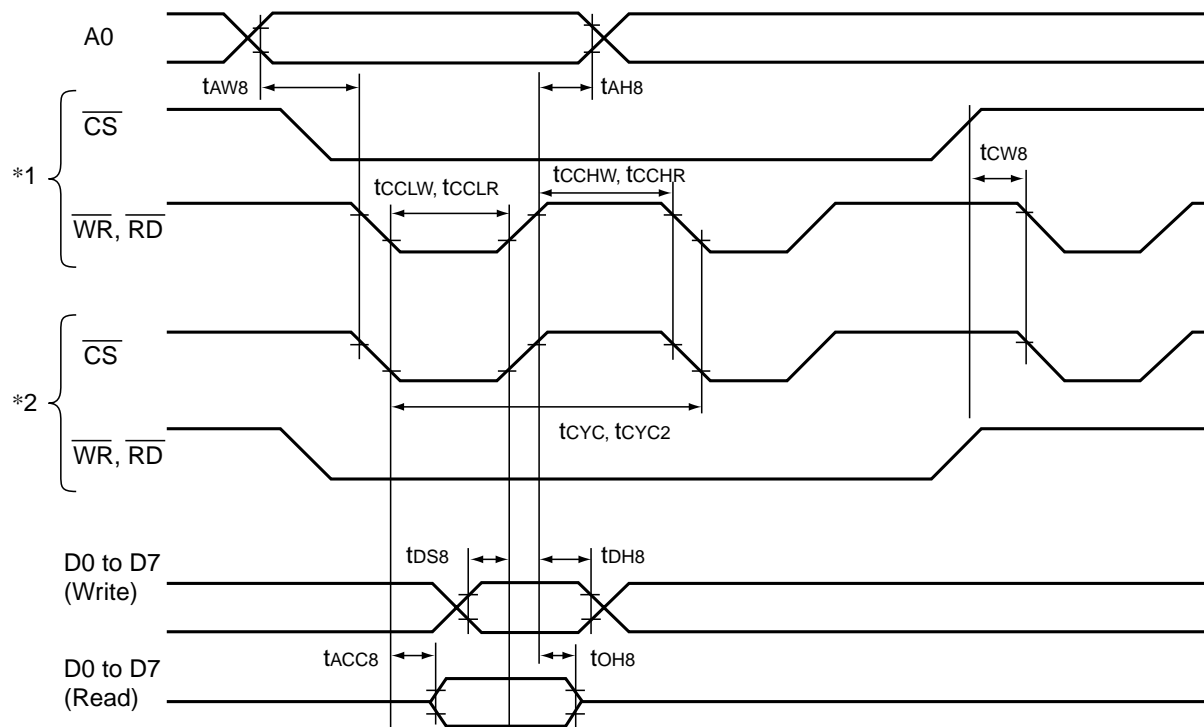 A0
tAW8
tAH8
*1
CS
tCW8
tCCLW, tCCLR
tCCHW, tCCHR
WR, RD
*2
CS
tCYC, tCYC2
WR, RD
D0 to D7
(Write)
tDS8
tDH8
D0 to D7
(Read)
tACC8
tOH8